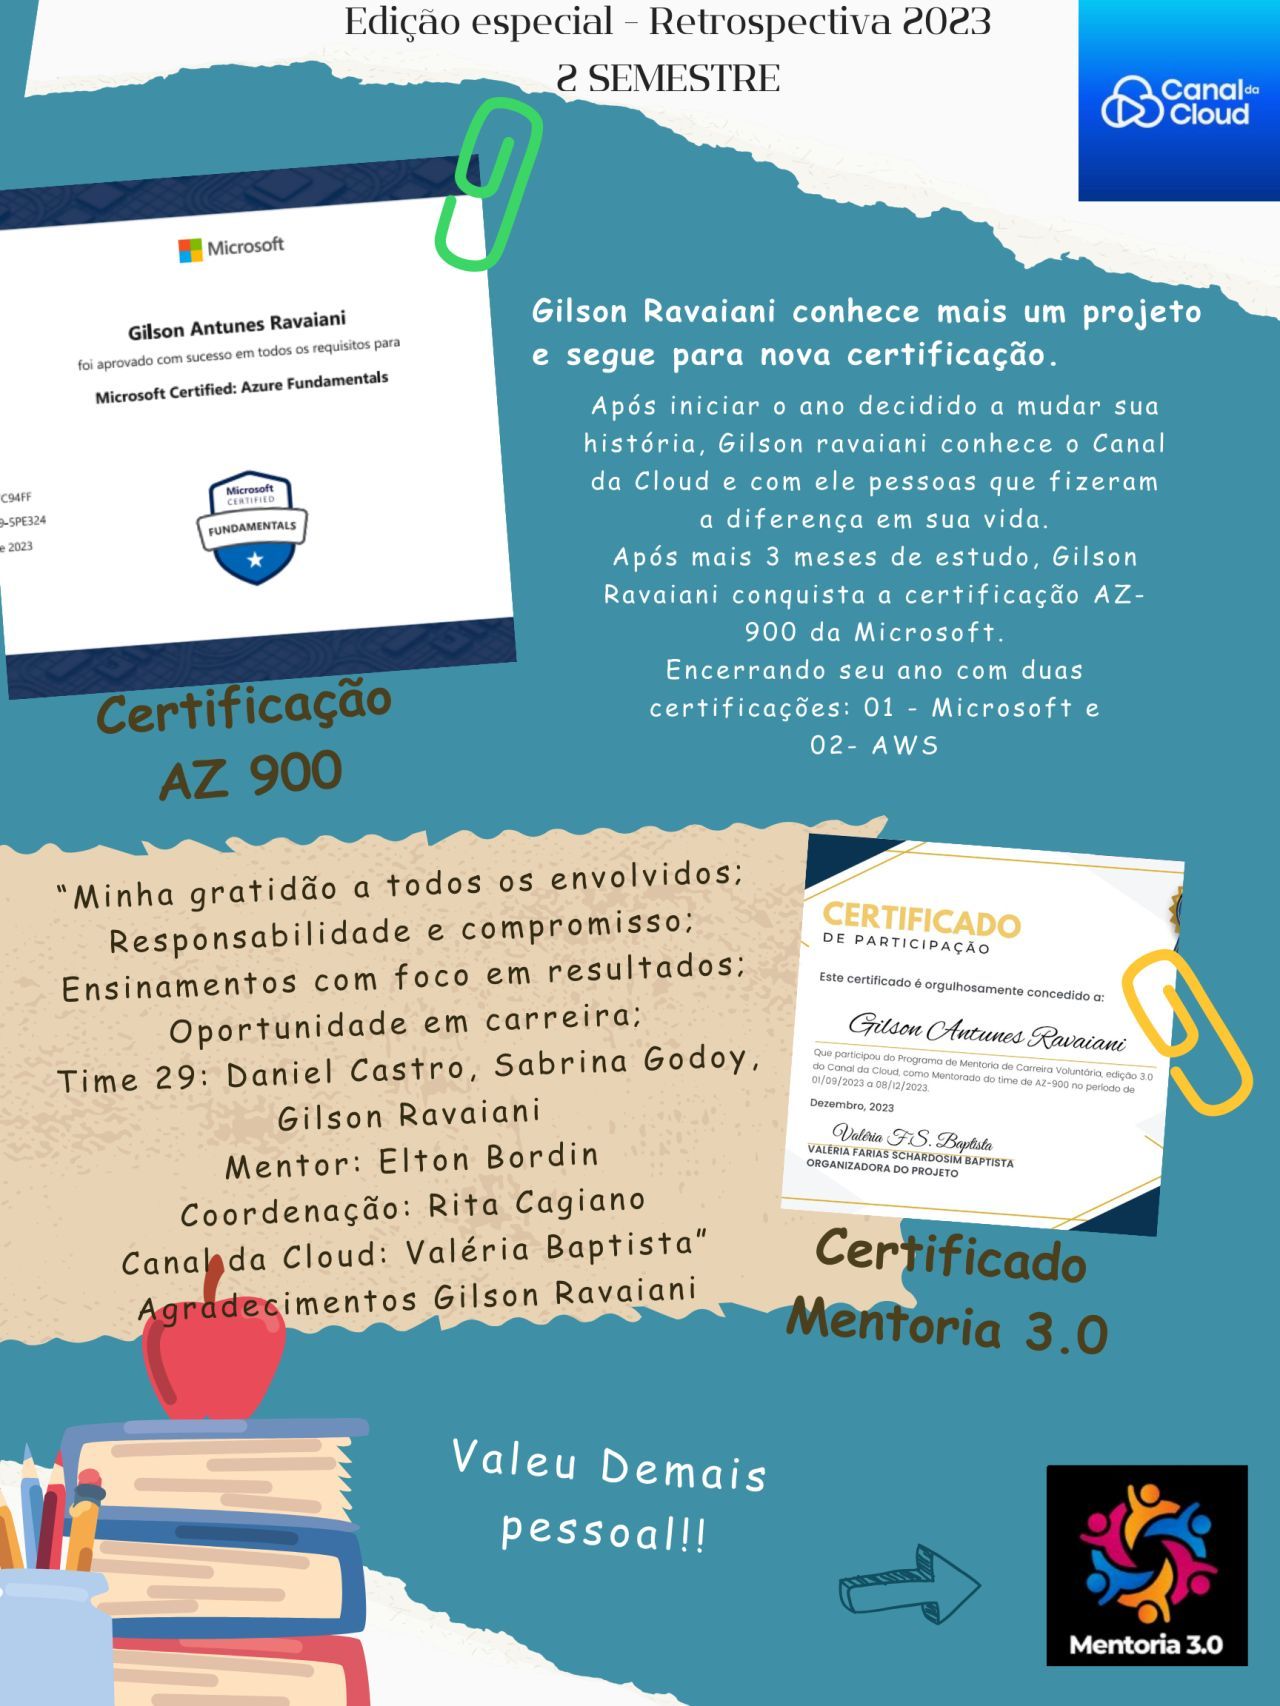 Edição especial - Retrospectiva 2023
2 SEMESTRE
Canal da
Cloud
Microsoft
Gilson Antunes Ravaiani
foi aprovado com sucesso em todos os requisitos para
Microsoft Certified: Azure Fundamentals
C94FF
9-5PE324
e 2023
Microsoft
CERTIFIED
FUNDAMENTALS
Certificação
AZ 900
Gilson Ravaiani conhece mais um projeto
e segue para nova certificação.
Após iniciar o ano decidido a mudar sua
história, Gilson ravaiani conhece o Canal
da Cloud e com ele pessoas que fizeram
a diferença em sua vida.
Após mais 3 meses de estudo, Gilson
Ravaiani conquista a certificação AZ-
900 da Microsoft.
Encerrando seu ano com duas
certificações: 01 - Microsoft e
02- AWS
“Minha gratidão a todos os envolvidos;
Responsabilidade e compromisso;
Ensinamentos com foco em resultados;
Oportunidade em carreira;
Time 29: Daniel Castro, Sabrina Godoy,
Gilson Ravaiani
Mentor: Elton Bordin
Coordenação: Rita Cagiano
Canal da Cloud: Valéria Baptista”
Agradecimentos Gilson Ravaiani
CERTIFICADO
DE PARTICIPAÇÃO
Este certificado é orgulhosamente concedido a:
Gilson Antunes Ravaiani
Que participou do Programa de Mentoria de Carreira Voluntária, edição 3.0
do Canal da Cloud, como Mentorado do time de AZ-900 no período de
01/09/2023 a 08/12/2023.
Dezembro, 2023
Valéria F.S. Baptista
VALÉRIA FARIAS SCHARDOSIM BAPTISTA
ORGANIZADORA DO PROJETO
Certificado
Mentoria 3.0
Valeu Demais
pessoal!!
Mentoria 3.0